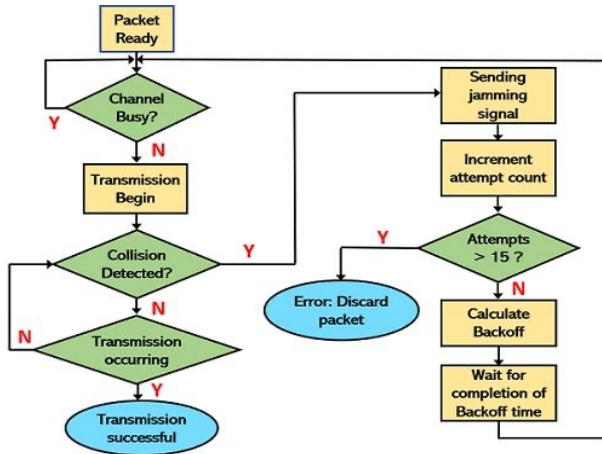 Packet
Ready
Channel
Busy?
Y
N
Transmission
Begin
Collision
Detected?
Y
N
N
Transmission
occurring
Y
Transmission
successful
Sending
jamming
signal
Increment
attempt count
Attempts
> 15 ?
Y
N
Error: Discard
packet
Calculate
Backoff
Wait for
completion of
Backoff time